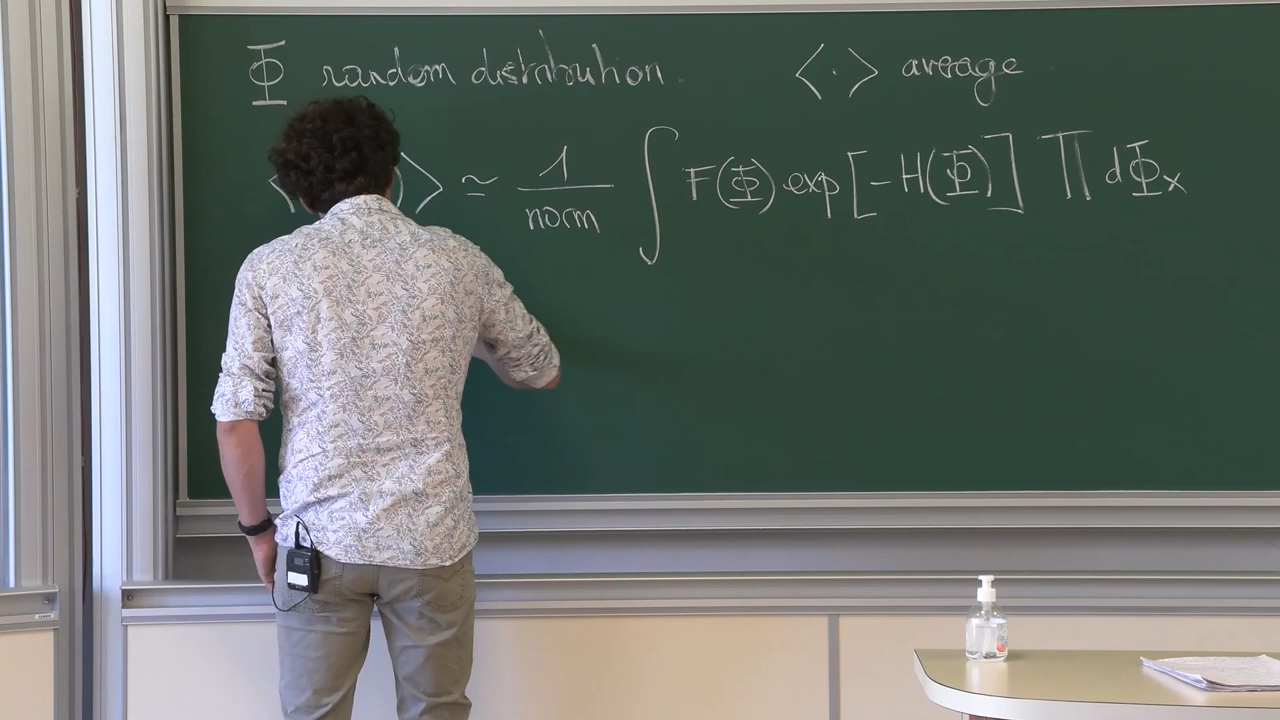 Φ random distribution. ⟨·⟩ average.
⟨ ) ⟩ ≃ 1/norm ∫ F(Φ) exp[-H(Φ)] ∏ dΦₓ